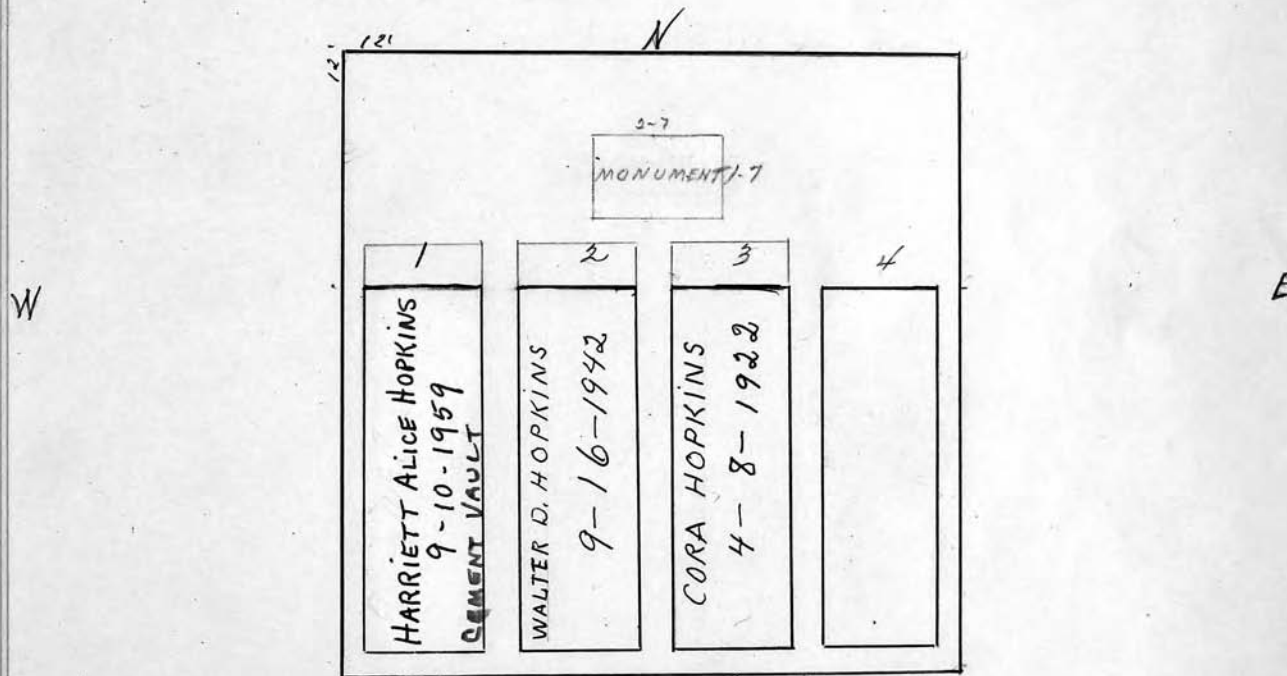 N
12'
12'
2-7
MONUMENT 1-7
1
2
3
4
W
E
HARRIETT ALICE HOPKINS
9-10-1959
CEMENT VAULT
WALTER D. HOPKINS
9-16-1942
CORA HOPKINS
4-8-1922